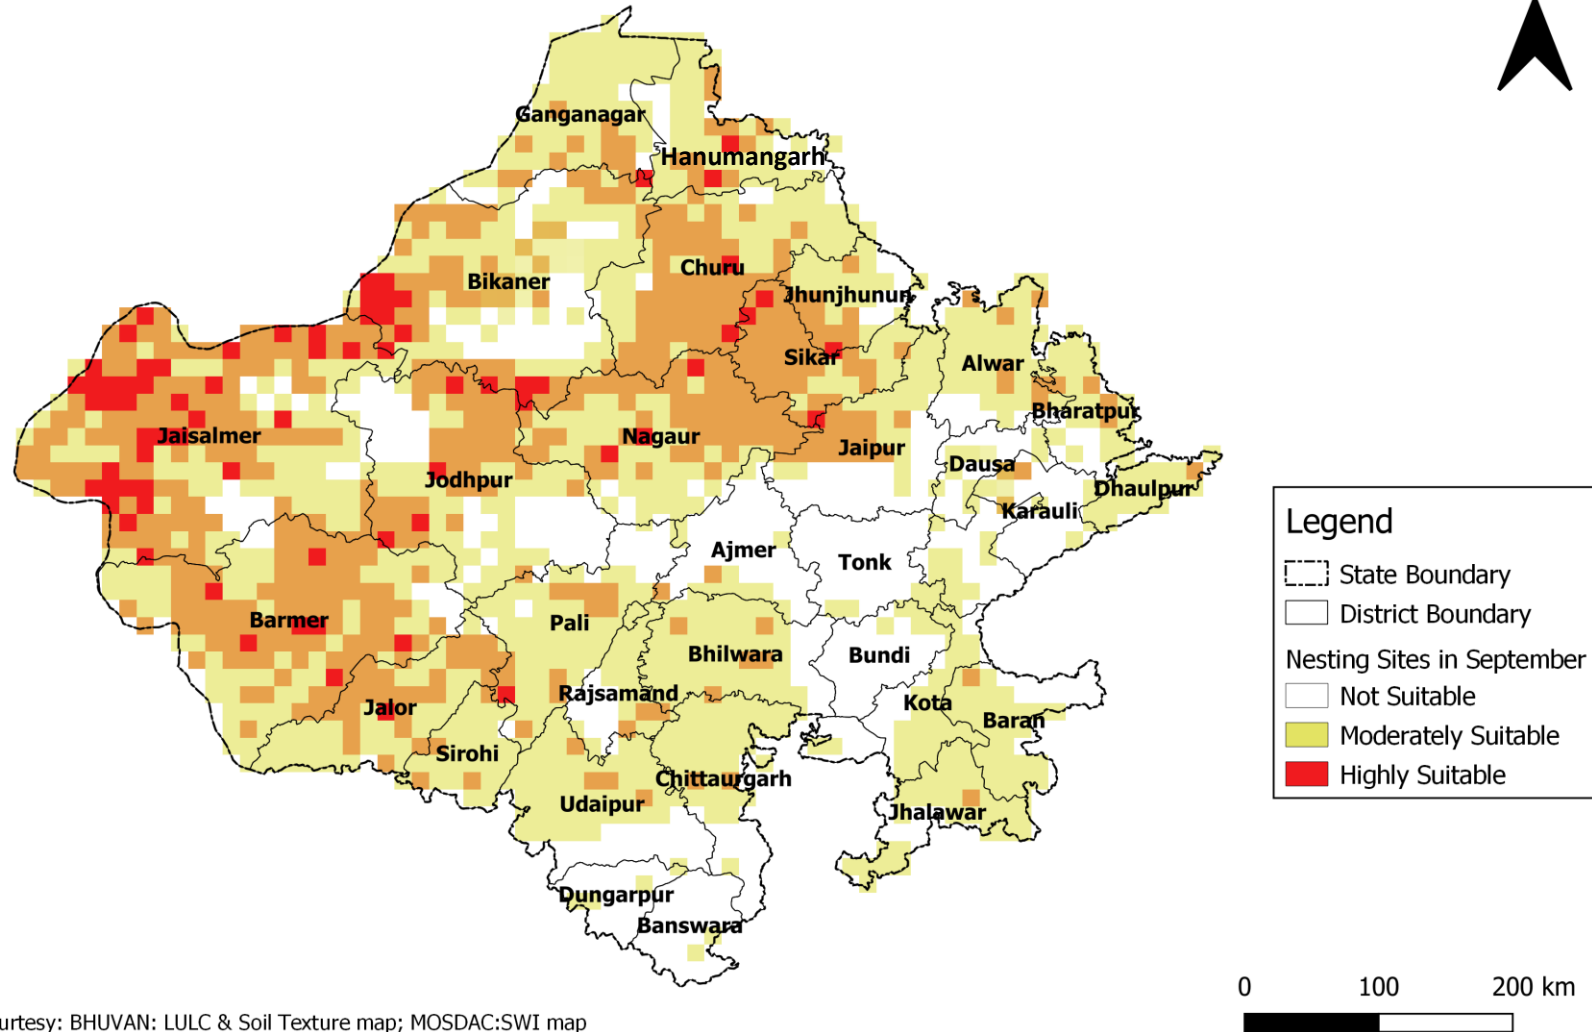 Ganganagar
Hanumangarh
Churu
Bikaner
Jhunjhunun
Sikar
Alwar
Bharatpur
Jaisalmer
Nagaur
Jaipur
Jodhpur
Dausa
Dhaulpur
Karauli
Ajmer
Tonk
Barmer
Pali
Bhilwara
Bundi
Rajsamand
Jalor
Kota
Baran
Sirohi
Chittaurgarh
Udaipur
Jhalawar
Dungarpur
Banswara
Legend
State Boundary
District Boundary
Nesting Sites in September
Not Suitable
Moderately Suitable
Highly Suitable
0 100 200 km
urtesy: BHUVAN: LULC & Soil Texture map; MOSDAC:SWI map